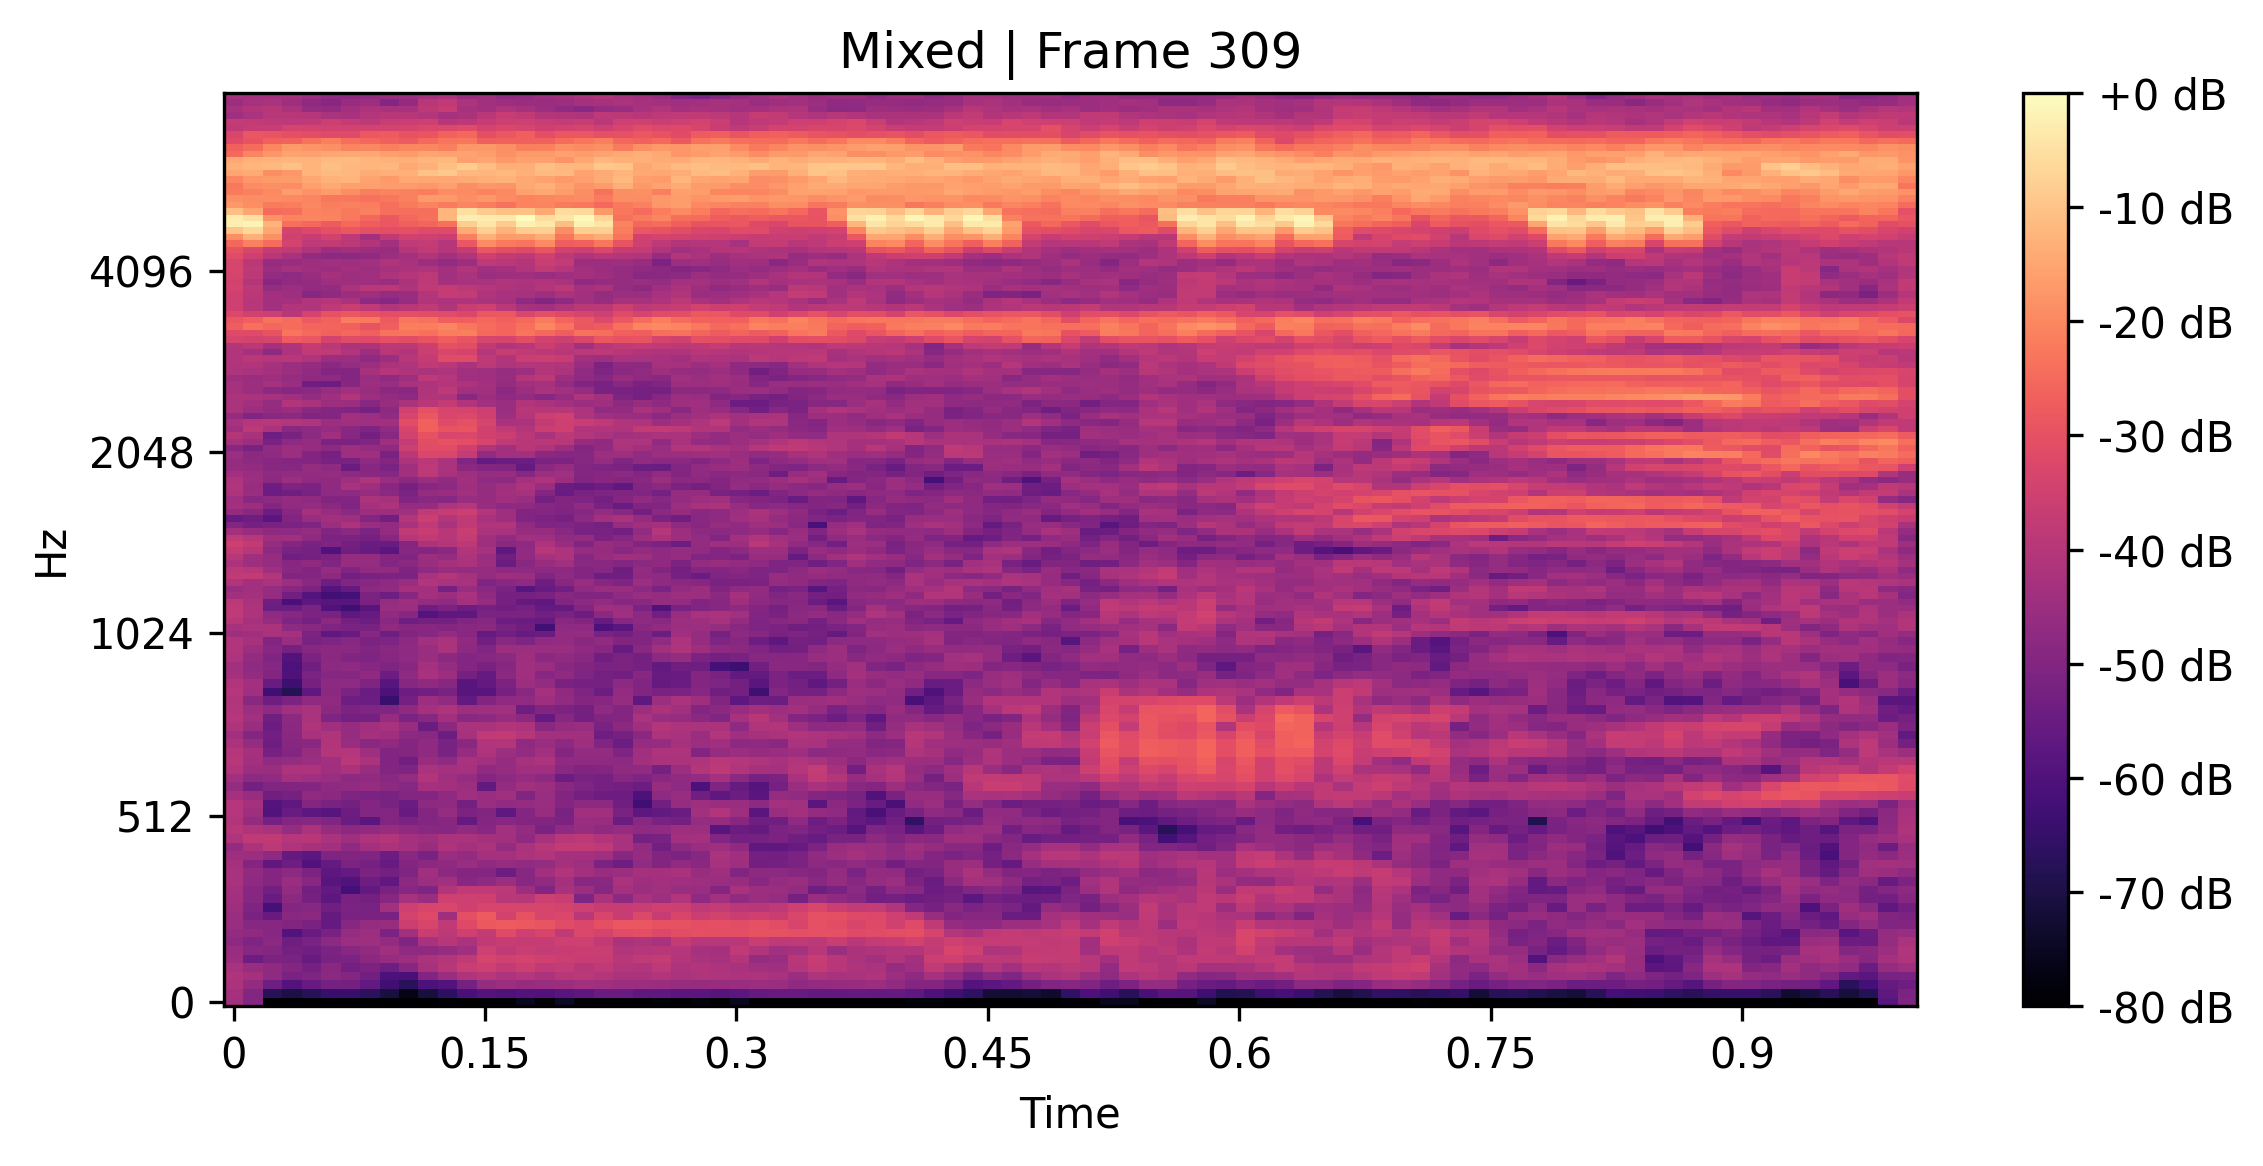 Mixed | Frame 309
Hz
4096
2048
1024
512
0
0 0.15 0.3 0.45 0.6 0.75 0.9
Time
+0 dB
-10 dB
-20 dB
-30 dB
-40 dB
-50 dB
-60 dB
-70 dB
-80 dB